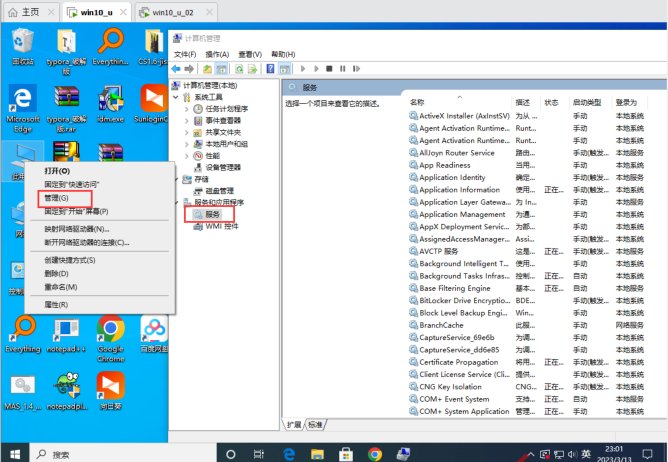 主页
win10_u
win10_u_02
回收站
typora_破解版
Everything...
CS1.6-jis...
Microsoft Edge
typora_破解版.rar
idm.exe
SunloginC...
打开(O)
固定到"快速访问"
管理(G)
固定到"开始"屏幕(P)
映射网络驱动器(N)...
断开网络驱动器的连接(C)...
创建快捷方式(S)
删除(D)
重命名(M)
属性(R)
Everything
notepad++
Google Chrome
百度网盘
MAS_1.4_...
notepadpl...
向日葵
计算机管理
文件(F) 操作(A) 查看(V) 帮助(H)
计算机管理(本地)
系统工具
任务计划程序
事件查看器
共享文件夹
本地用户和组
性能
设备管理器
存储
磁盘管理
服务和应用程序
服务
WMI 控件
服务
选择一个项目来查看它的描述。
名称 描述 状态 启动类型 登录为
ActiveX Installer (AxInstSV) 为从 ... 手动 本地系统
Agent Activation Runtime... Runt... 手动 本地系统
Agent Activation Runtime... Runt... 手动 本地系统
AllJoyn Router Service 路由... 手动(触发... 本地服务
App Readiness 当用... 手动 本地系统
Application Identity 确定... 手动(触发... 本地服务
Application Information 使用... 正在... 手动(触发... 本地系统
Application Layer Gatewa... 为 In... 手动 本地服务
Application Management 为通... 手动 本地系统
AppX Deployment Servic... 为部... 手动(触发... 本地系统
AssignedAccessManager... Assi... 手动(触发... 本地系统
AVCTP 服务 这是... 正在... 手动(触发... 本地服务
Background Intelligent T... 使用... 手动 本地系统
Background Tasks Infras... 控制... 正在... 自动 本地系统
Base Filtering Engine 基本... 正在... 自动 本地服务
BitLocker Drive Encryptio... BDE... 手动(触发... 本地系统
Block Level Backup Engi... Win... 手动 本地系统
BranchCache 此服... 手动 网络服务
CaptureService_69e6b 为调... 手动 本地系统
CaptureService_dd6e85 为调... 手动 本地系统
Certificate Propagation 将用... 正在... 手动(触发... 本地系统
Client License Service (Cli... 提供... 手动(触发... 本地系统
CNG Key Isolation CNG... 正在... 手动(触发... 本地系统
COM+ Event System 支持... 正在... 自动 本地服务
COM+ System Application 管理... 正在... 手动 本地系统
扩展 标准
搜索
英
23:01
2023/3/13